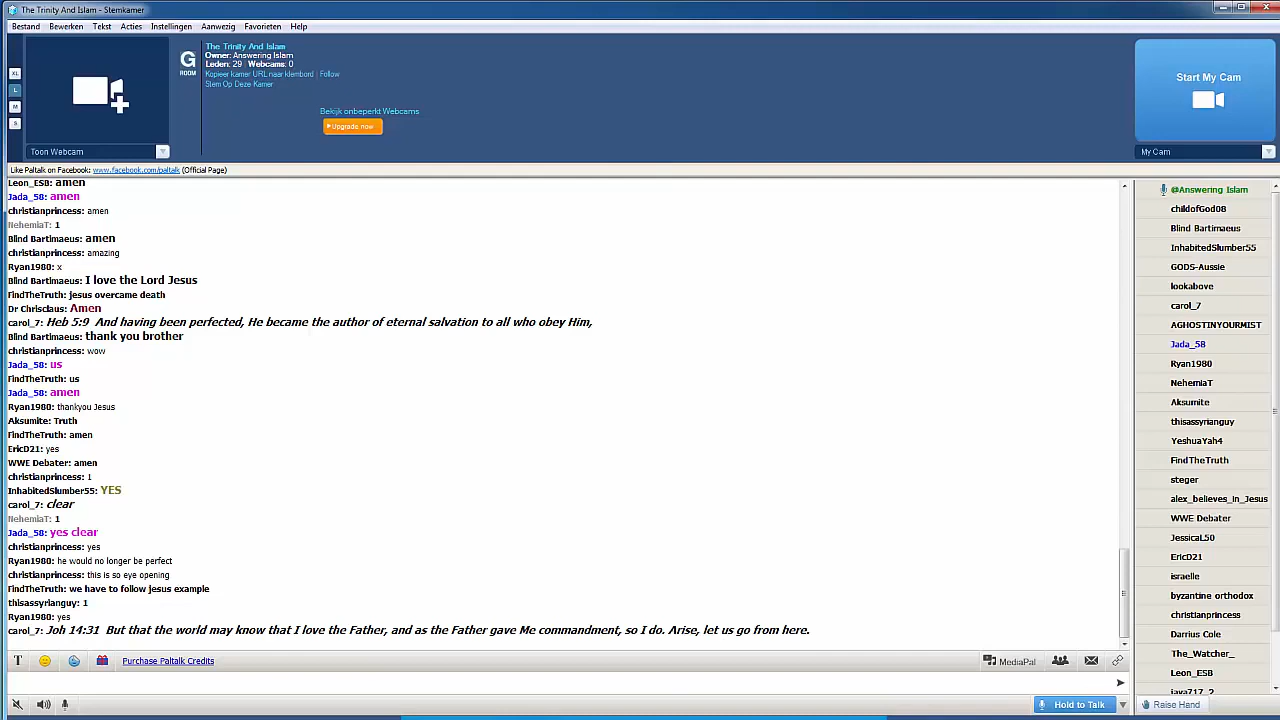 The Trinity And Islam - Stemkamer
Bestand Bewerken Tekst Acties Instellingen Aanwezig Favorieten Help
XL
L
M
S
Toon Webcam
G
ROOM
The Trinity And Islam
Owner: Answering Islam
Leden: 29 Webcams: 0
Kopieer kamer URL naar klembord | Follow
Stem Op Deze Kamer
Bekijk onbeperkt Webcams
Upgrade now
Start My Cam
My Cam
Like Paltalk on Facebook: www.facebook.com/paltalk (Official Page)
Leon_ESB: amen
Jada_58: amen
christianprincess: amen
NehemiaT: 1
Blind Bartimaeus: amen
christianprincess: amazing
Ryan1980: x
Blind Bartimaeus: I love the Lord Jesus
FindTheTruth: jesus overcame death
Dr Chrisclaus: Amen
carol_7: Heb 5:9 And having been perfected, He became the author of eternal salvation to all who obey Him,
Blind Bartimaeus: thank you brother
christianprincess: wow
Jada_58: us
FindTheTruth: us
Jada_58: amen
Ryan1980: thankyou Jesus
Aksumite: Truth
FindTheTruth: amen
EricD21: yes
WWE Debater: amen
christianprincess: 1
InhabitedSlumber55: YES
carol_7: clear
NehemiaT: 1
Jada_58: yes clear
christianprincess: yes
Ryan1980: he would no longer be perfect
christianprincess: this is so eye opening
FindTheTruth: we have to follow jesus example
thisassyrianguy: 1
Ryan1980: yes
carol_7: Joh 14:31 But that the world may know that I love the Father, and as the Father gave Me commandment, so I do. Arise, let us go from here.
@Answering Islam
childofGod08
Blind Bartimaeus
InhabitedSlumber55
GODS-Aussie
lookabove
carol_7
AGHOSTINYOURMIST
Jada_58
Ryan1980
NehemiaT
Aksumite
thisassyrianguy
YeshuaYah4
FindTheTruth
steger
alex_believes_in_Jesus
WWE Debater
JessicaL50
EricD21
israelle
byzantine orthodox
christianprincess
Darrius Cole
The_Watcher_
Leon_ESB
java717_2
T Purchase Paltalk Credits MediaPal
Hold to Talk
Raise Hand